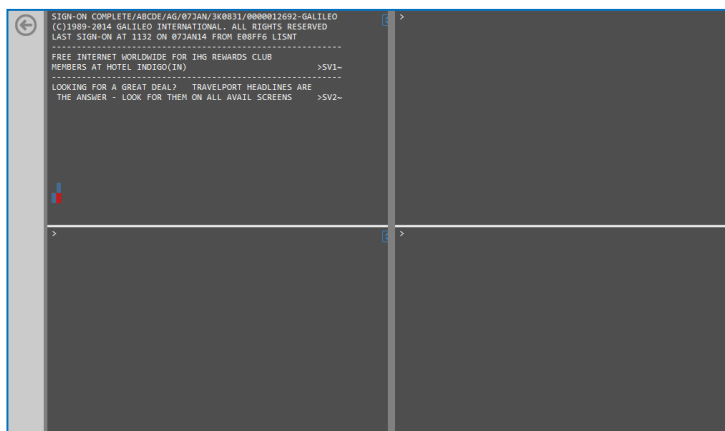 SIGN-ON COMPLETE/ABCDE/AG/07JAN/3K0831/0000012692-GALILEO
(C)1989-2014 GALILEO INTERNATIONAL. ALL RIGHTS RESERVED
LAST SIGN-ON AT 1132 ON 07JAN14 FROM E08FF6 LISNT
----------------------------------------------------------
FREE INTERNET WORLDWIDE FOR IHG REWARDS CLUB
MEMBERS AT HOTEL INDIGO(IN) >SV1~
----------------------------------------------------------
LOOKING FOR A GREAT DEAL? TRAVELPORT HEADLINES ARE
THE ANSWER - LOOK FOR THEM ON ALL AVAIL SCREENS >SV2~
>
>
>